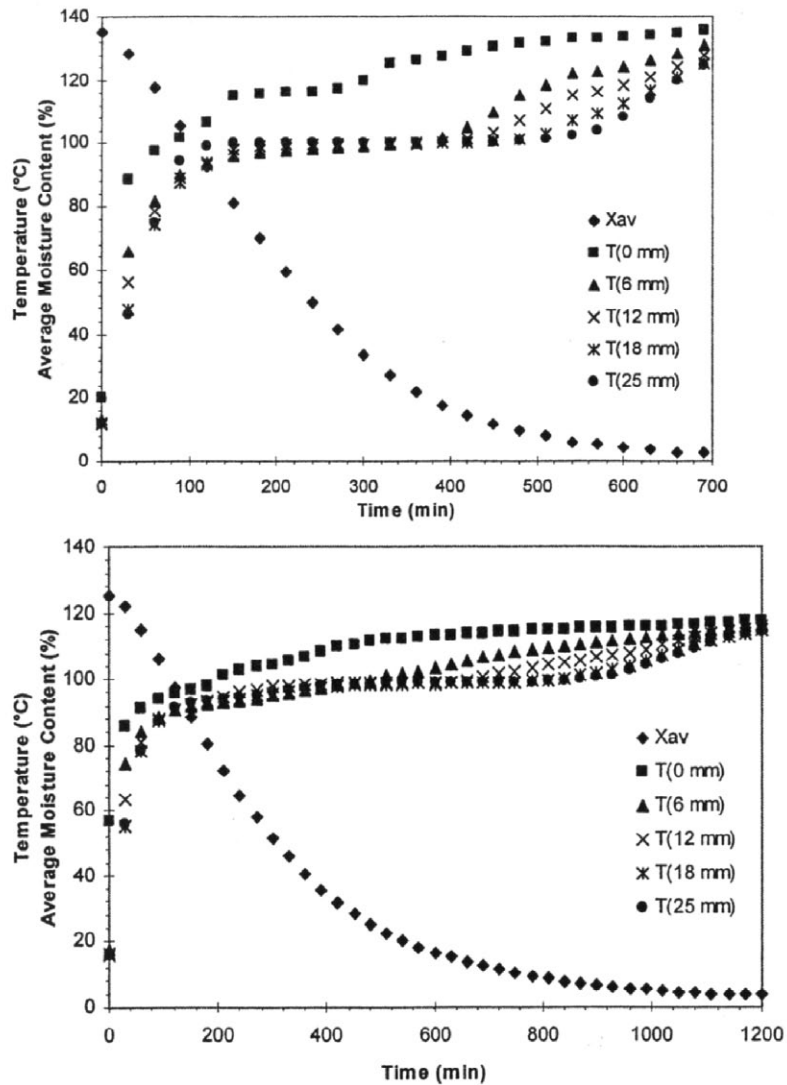 140
120
100
80
60
40
20
0
Temperature (°C)
Average Moisture Content (%)
Xav
T(0 mm)
T(6 mm)
T(12 mm)
T(18 mm)
T(25 mm)
0 100 200 300 400 500 600 700
Time (min)
140
120
100
80
60
40
20
0
Temperature (°C)
Average Moisture Content (%)
Xav
T(0 mm)
T(6 mm)
T(12 mm)
T(18 mm)
T(25 mm)
0 200 400 600 800 1000 1200
Time (min)